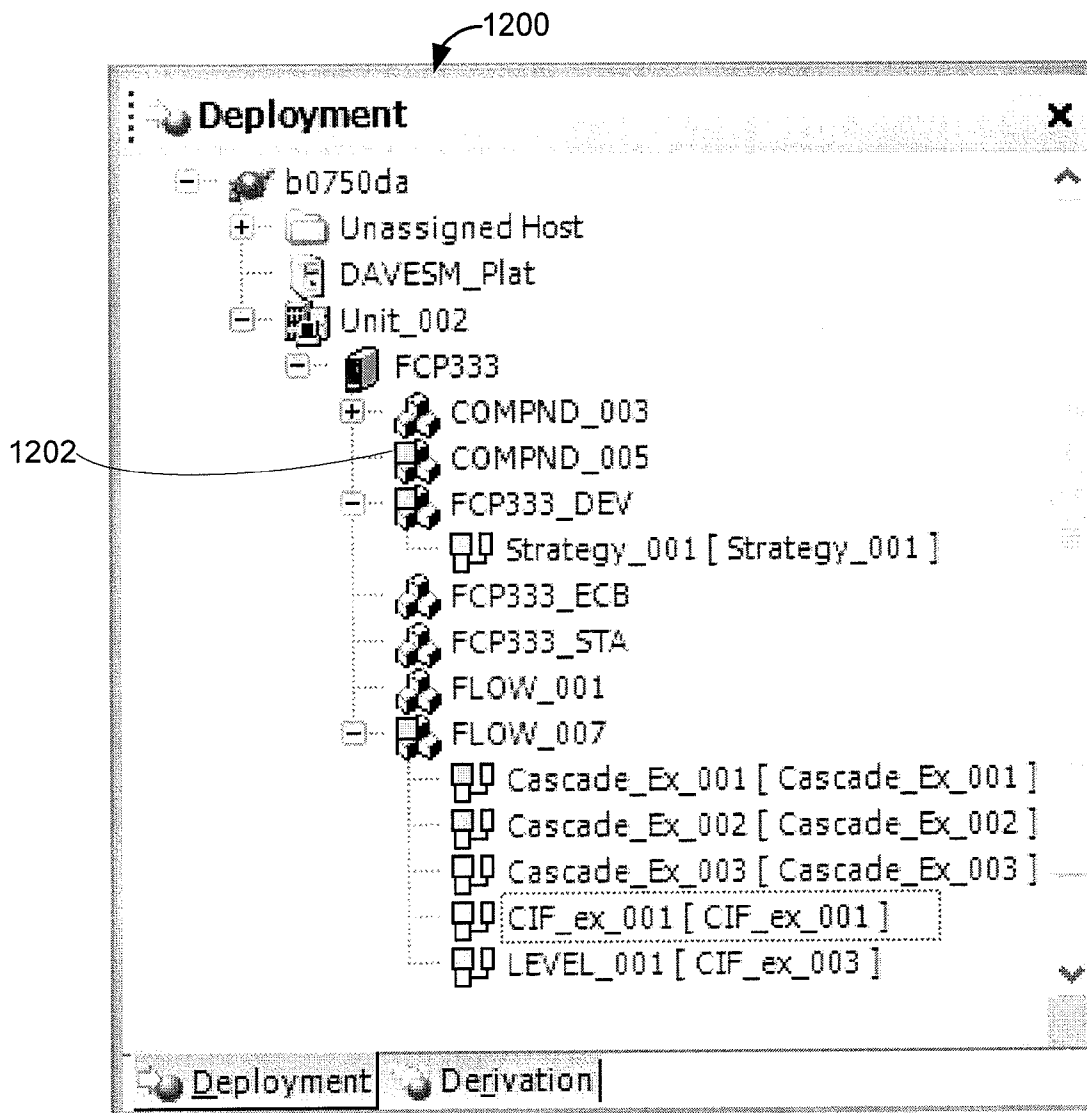 1200
Deployment
b0750da
Unassigned Host
DAVESM_Plat
Unit_002
FCP333
COMPND_003
1202
COMPND_005
FCP333_DEV
Strategy_001 [ Strategy_001 ]
FCP333_ECB
FCP333_STA
FLOW_001
FLOW_007
Cascade_Ex_001 [ Cascade_Ex_001 ]
Cascade_Ex_002 [ Cascade_Ex_002 ]
Cascade_Ex_003 [ Cascade_Ex_003 ]
CIF_ex_001 [ CIF_ex_001 ]
LEVEL_001 [ CIF_ex_003 ]
Deployment Derivation